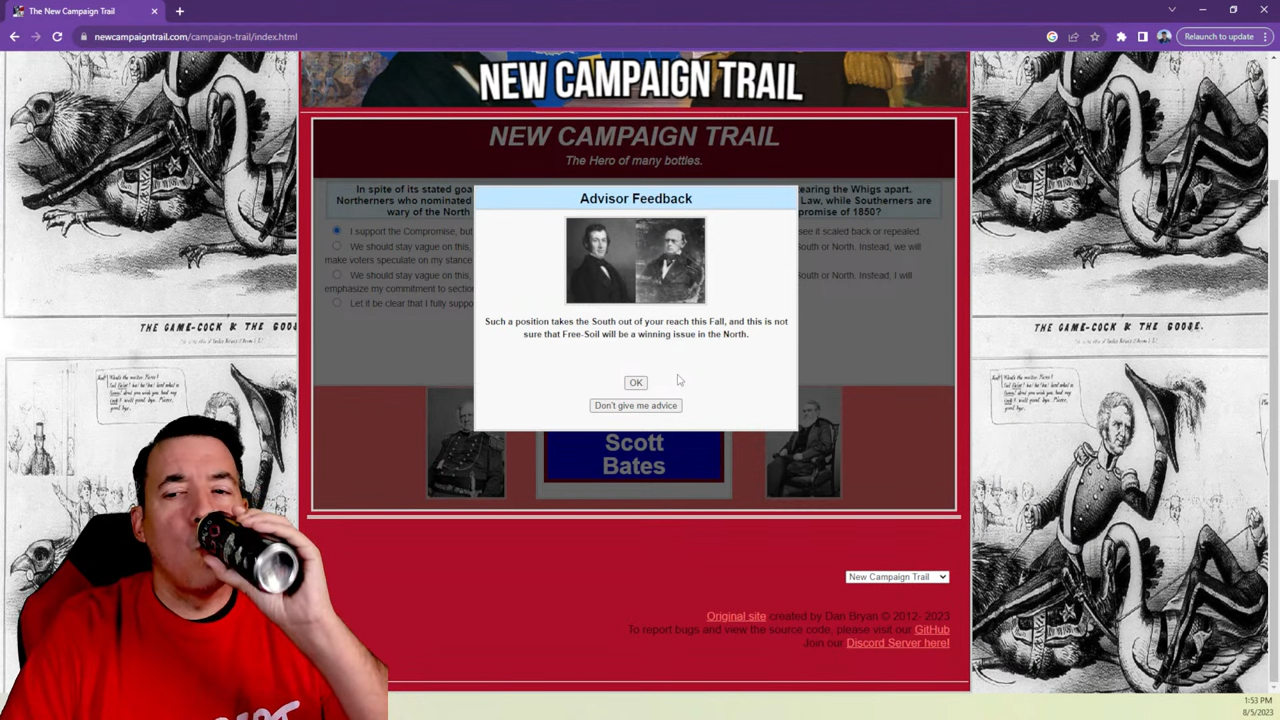 The New Campaign Trail
newcampaigntrail.com/campaign-trail/index.html
Relaunch to update
NEW CAMPAIGN TRAIL
NEW CAMPAIGN TRAIL
The Hero of many bottles.
In spite of its stated goa
tearing the Whigs apart.
Northerners who nominated
Law, while Southerners are
wary of the North
promise of 1850?
I support the Compromise, but
see it scaled back or repealed
We should stay vague on this,
South or North. Instead, we will
make voters speculate on my stance
We should stay vague on this,
South or North. Instead. I will
emphasize my commitment to section
Let it be clear that I fully suppo
Advisor Feedback
Such a position takes the South out of your reach this Fall, and this is not
sure that Free-Soil will be a winning issue in the North.
OK
Don't give me advice
Scott
Bates
New Campaign Trail
Original site created by Dan Bryan © 2012- 2023
To report bugs and view the source code, please visit our GitHub
Join our Discord Server here!
THE GAME-COCK & THE GOOS
THE GAME-COCK & THE GOOSE.
1:53 PM
8/5/2023